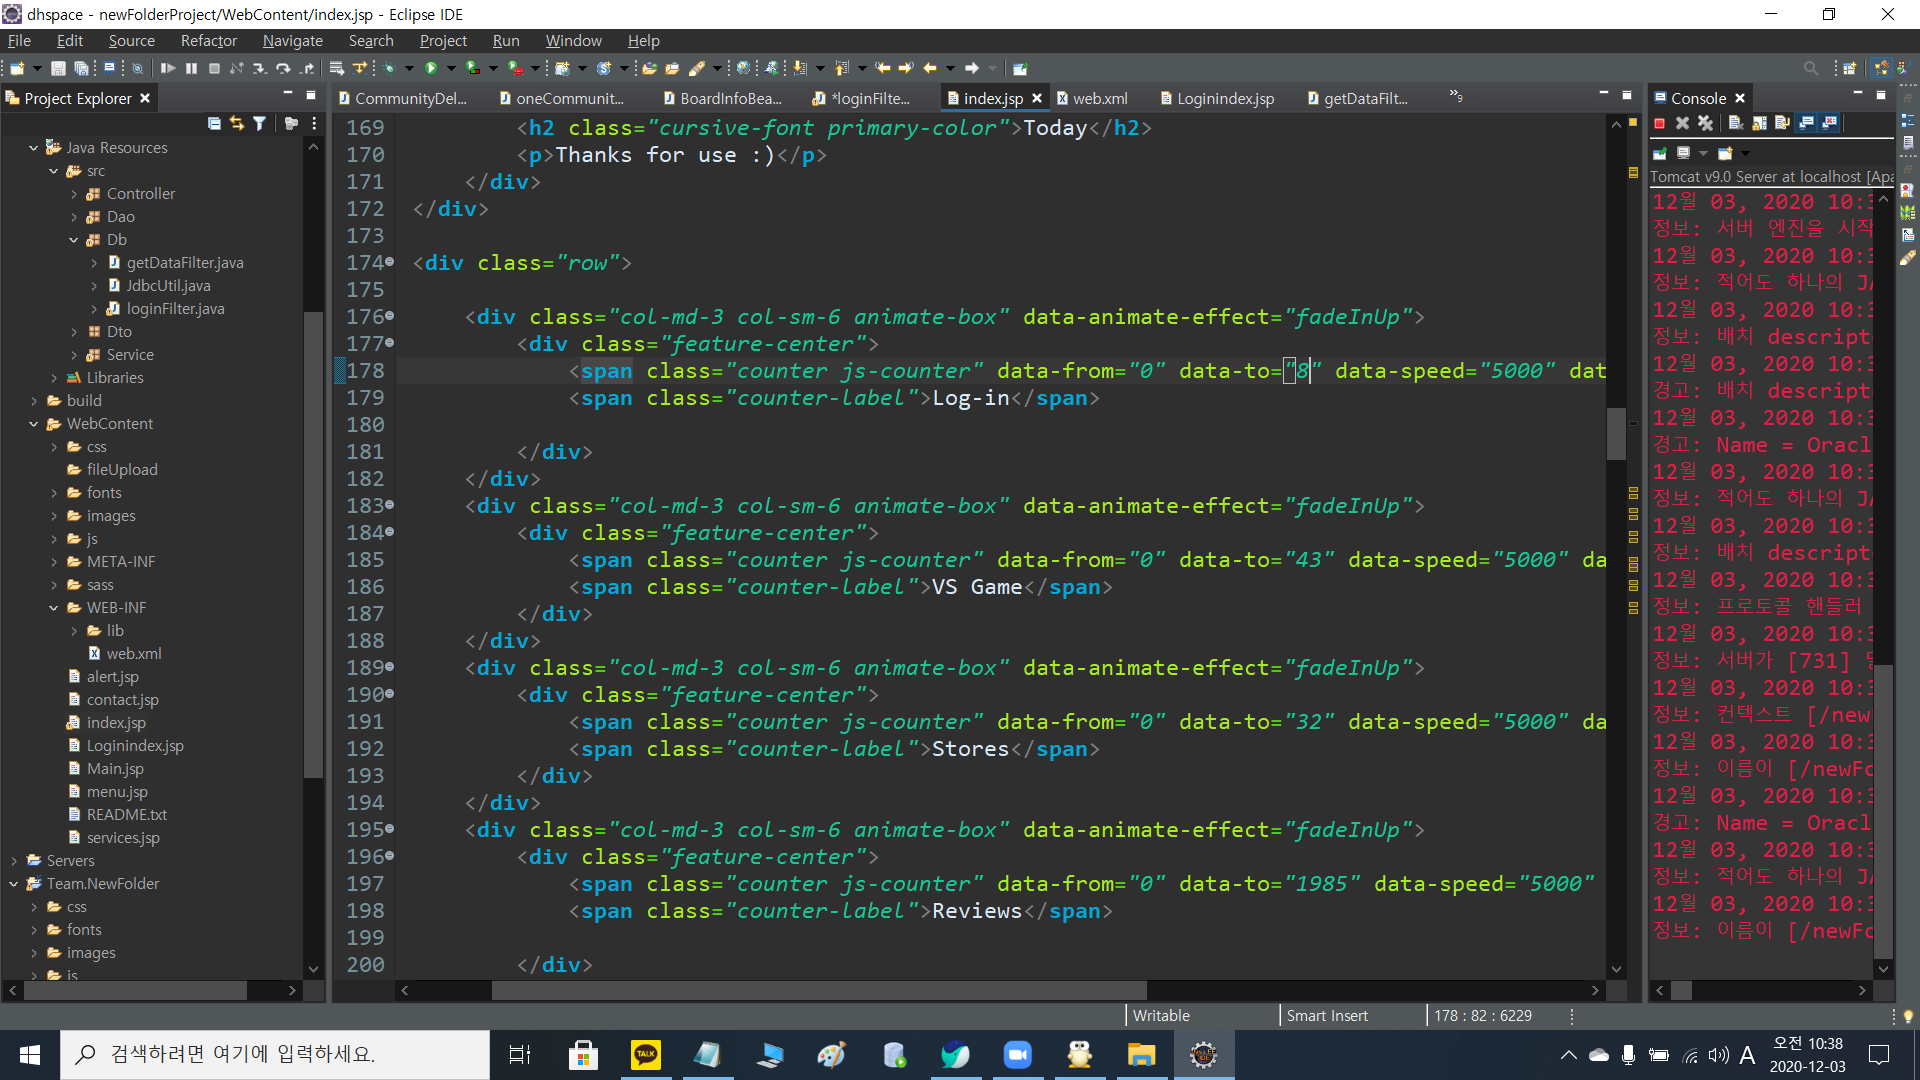 dhspace - newFolderProject/WebContent/index.jsp - Eclipse IDE
File Edit Source Refactor Navigate Search Project Run Window Help
Project Explorer
CommunityDel... oneCommunit... BoardInfoBea... *loginFilte... index.jsp web.xml Loginindex.jsp getDataFilt... »9
Console
Java Resources
src
Controller
Dao
Db
getDataFilter.java
JdbcUtil.java
loginFilter.java
Dto
Service
Libraries
build
WebContent
css
fileUpload
fonts
images
js
META-INF
sass
WEB-INF
lib
web.xml
alert.jsp
contact.jsp
index.jsp
Loginindex.jsp
Main.jsp
menu.jsp
README.txt
services.jsp
Servers
Team.NewFolder
css
fonts
images
js
169 <h2 class="cursive-font primary-color">Today</h2>
170 <p>Thanks for use :)</p>
171 </div>
172 </div>
173
174 <div class="row">
175
176 <div class="col-md-3 col-sm-6 animate-box" data-animate-effect="fadeInUp">
177 <div class="feature-center">
178 <span class="counter js-counter" data-from="0" data-to="8" data-speed="5000" dat
179 <span class="counter-label">Log-in</span>
180
181 </div>
182 </div>
183 <div class="col-md-3 col-sm-6 animate-box" data-animate-effect="fadeInUp">
184 <div class="feature-center">
185 <span class="counter js-counter" data-from="0" data-to="43" data-speed="5000" da
186 <span class="counter-label">VS Game</span>
187 </div>
188 </div>
189 <div class="col-md-3 col-sm-6 animate-box" data-animate-effect="fadeInUp">
190 <div class="feature-center">
191 <span class="counter js-counter" data-from="0" data-to="32" data-speed="5000" da
192 <span class="counter-label">Stores</span>
193 </div>
194 </div>
195 <div class="col-md-3 col-sm-6 animate-box" data-animate-effect="fadeInUp">
196 <div class="feature-center">
197 <span class="counter js-counter" data-from="0" data-to="1985" data-speed="5000"
198 <span class="counter-label">Reviews</span>
199
200 </div>
Tomcat v9.0 Server at localhost [Apa
12월 03, 2020 10:3
정보: 서버 엔진을 시작
12월 03, 2020 10:3
정보: 적어도 하나의 JA
12월 03, 2020 10:3
정보: 배치 descript
12월 03, 2020 10:3
경고: 배치 descript
12월 03, 2020 10:3
경고: Name = Oracl
12월 03, 2020 10:3
정보: 적어도 하나의 JA
12월 03, 2020 10:3
정보: 배치 descript
12월 03, 2020 10:3
정보: 프로토콜 핸들러
12월 03, 2020 10:3
정보: 서버가 [731] 밀
12월 03, 2020 10:3
정보: 컨텍스트 [/new
12월 03, 2020 10:3
정보: 이름이 [/newFo
12월 03, 2020 10:3
경고: Name = Oracl
12월 03, 2020 10:3
정보: 적어도 하나의 JA
12월 03, 2020 10:3
정보: 이름이 [/newFo
Writable Smart Insert 178 : 82 : 6229
검색하려면 여기에 입력하세요.
TALK
A
오전 10:38
2020-12-03